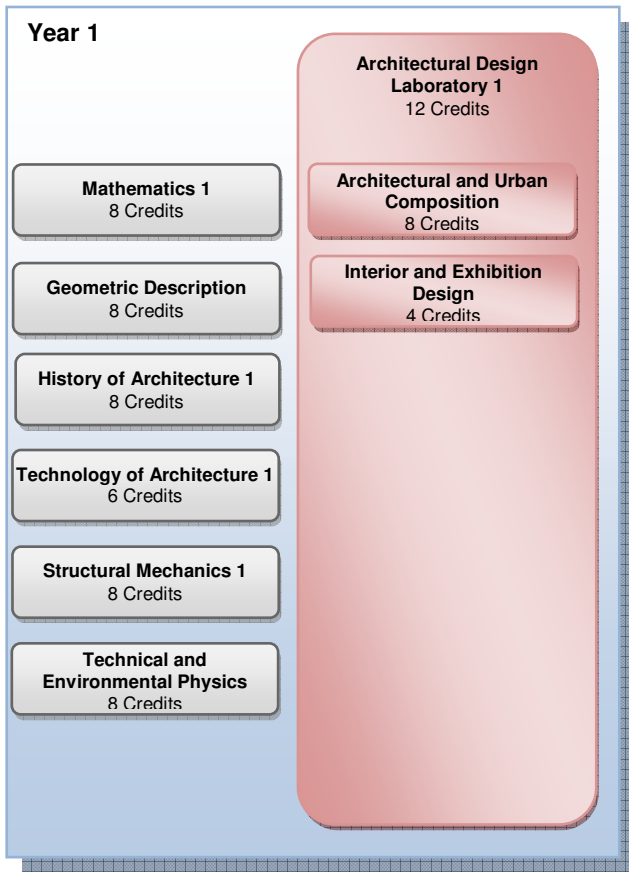 Year 1
Mathematics 1
8 Credits
Geometric Description
8 Credits
History of Architecture 1
8 Credits
Technology of Architecture 1
6 Credits
Structural Mechanics 1
8 Credits
Technical and
Environmental Physics
8 Credits
Architectural Design
Laboratory 1
12 Credits
Architectural and Urban
Composition
8 Credits
Interior and Exhibition
Design
4 Credits